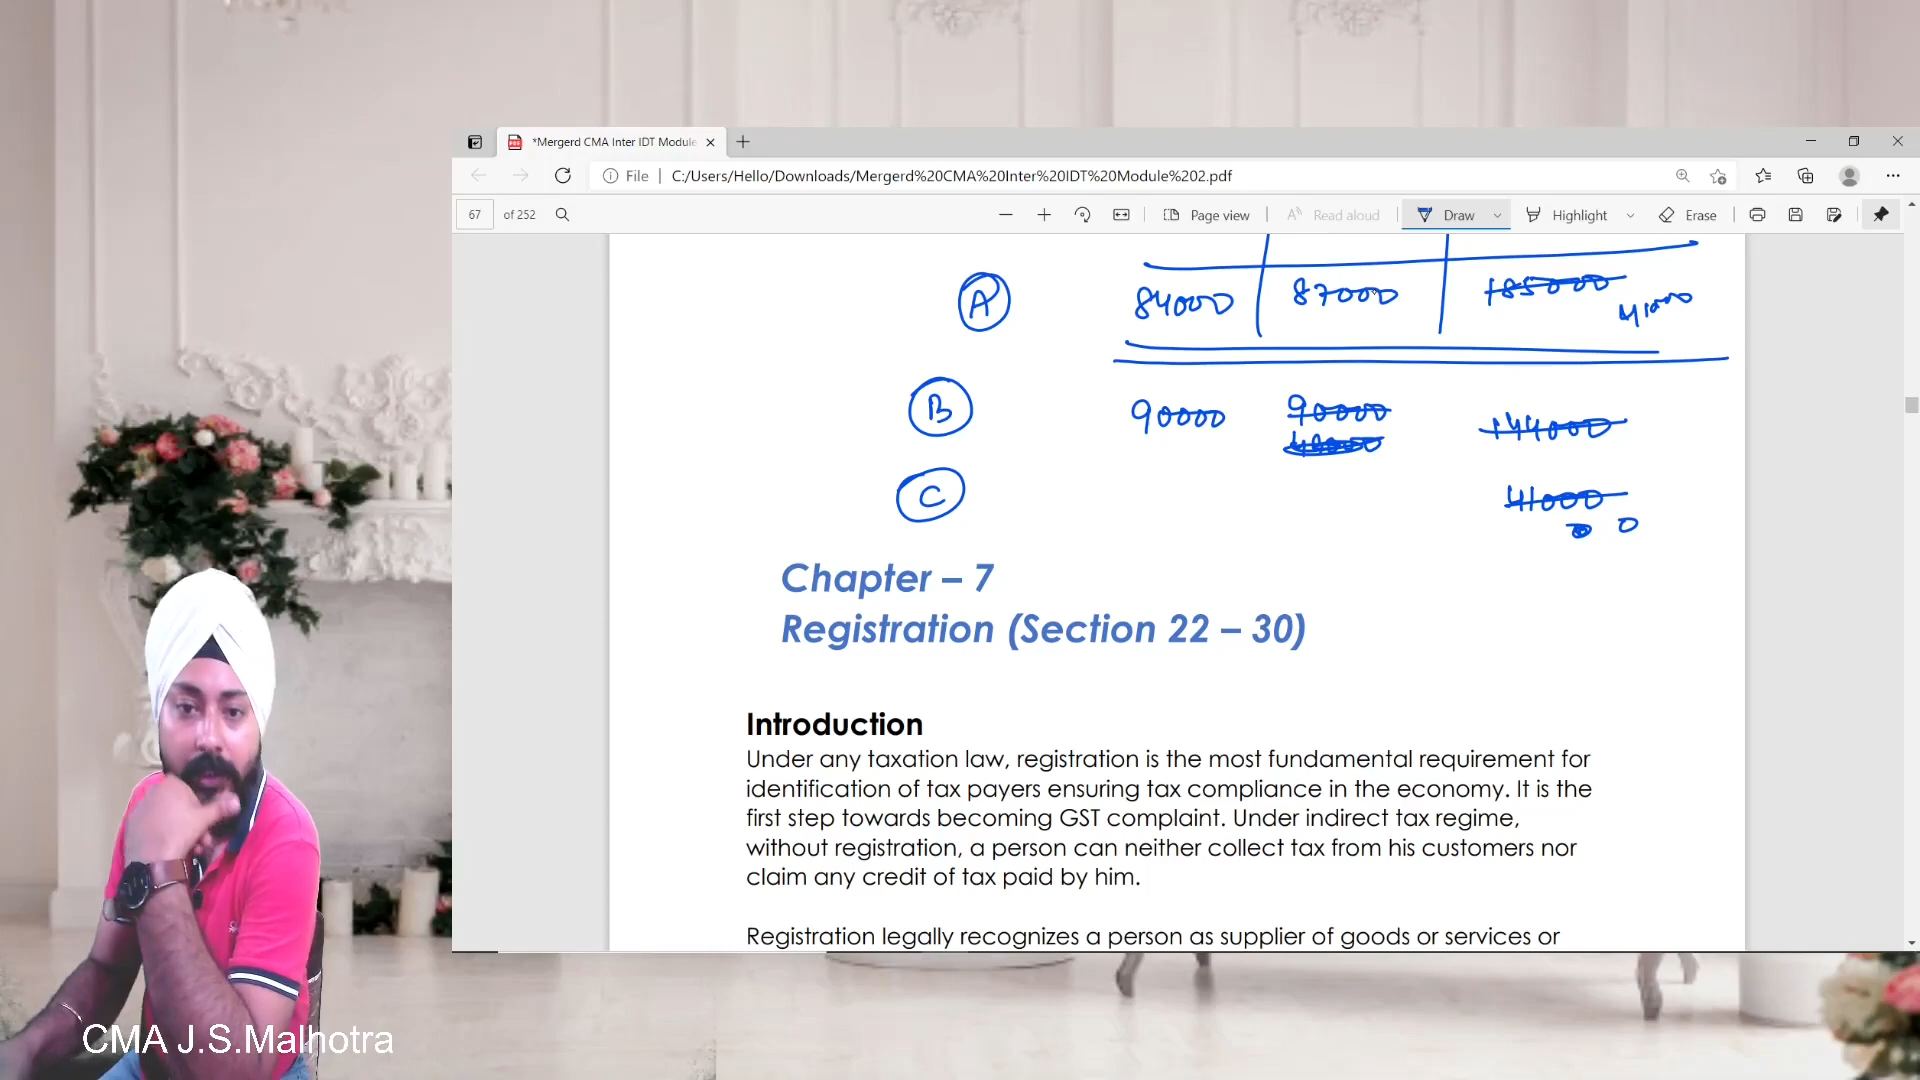 *Mergerd CMA Inter IDT Module
File | C:/Users/Hello/Downloads/Mergerd%20CMA%20Inter%20IDT%20Module%202.pdf
67 of 252 Page view Read aloud Draw Highlight Erase
A 84000 87000 185000
41000
B 90000 90000 144000
C 41000
0
Chapter – 7
Registration (Section 22 – 30)
Introduction
Under any taxation law, registration is the most fundamental requirement for
identification of tax payers ensuring tax compliance in the economy. It is the
first step towards becoming GST complaint. Under indirect tax regime,
without registration, a person can neither collect tax from his customers nor
claim any credit of tax paid by him.
Registration legally recognizes a person as supplier of goods or services or
CMA J.S.Malhotra